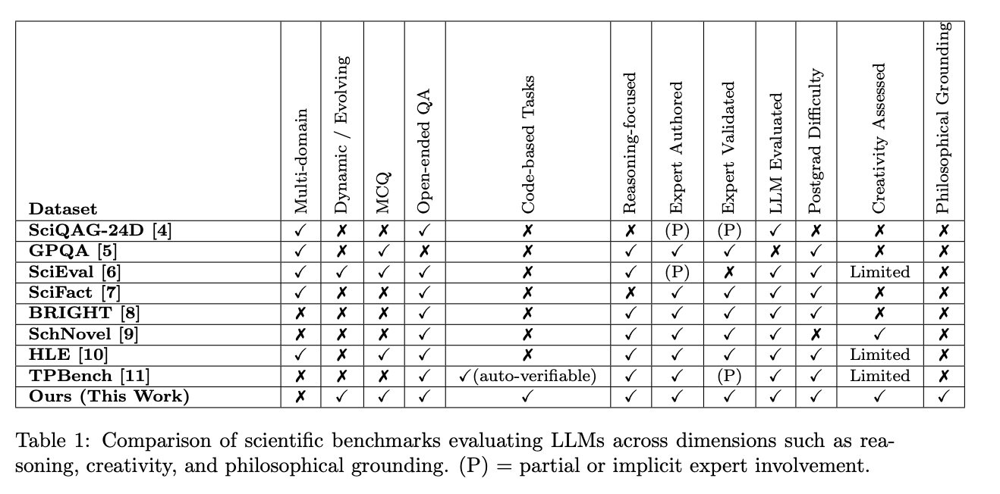 Dataset Multi-domain Dynamic / Evolving MCQ Open-ended QA Code-based Tasks Reasoning-focused Expert Authored Expert Validated LLM Evaluated Postgrad Difficulty Creativity Assessed Philosophical Grounding
SciQAG-24D [4] ✓ ✗ ✗ ✓ ✗ ✗ (P) (P) ✓ ✗ ✗ ✗
GPQA [5] ✓ ✗ ✓ ✗ ✗ ✓ ✓ ✓ ✗ ✓ ✗ ✗
SciEval [6] ✓ ✓ ✓ ✓ ✗ ✓ (P) ✗ ✓ ✓ Limited ✗
SciFact [7] ✓ ✗ ✗ ✓ ✗ ✗ ✓ ✓ ✓ ✓ ✗ ✗
BRIGHT [8] ✗ ✗ ✗ ✓ ✗ ✓ ✓ ✓ ✓ ✓ ✗ ✗
SchNovel [9] ✗ ✗ ✗ ✓ ✗ ✓ ✓ ✓ ✓ ✗ ✓ ✗
HLE [10] ✓ ✗ ✓ ✓ ✗ ✓ ✓ ✓ ✓ ✓ Limited ✗
TPBench [11] ✗ ✗ ✗ ✓ ✓(auto-verifiable) ✓ ✓ (P) ✓ ✓ Limited ✗
Ours (This Work) ✗ ✓ ✓ ✓ ✓ ✓ ✓ ✓ ✓ ✓ ✓ ✓
Table 1: Comparison of scientific benchmarks evaluating LLMs across dimensions such as rea-
soning, creativity, and philosophical grounding. (P) = partial or implicit expert involvement.